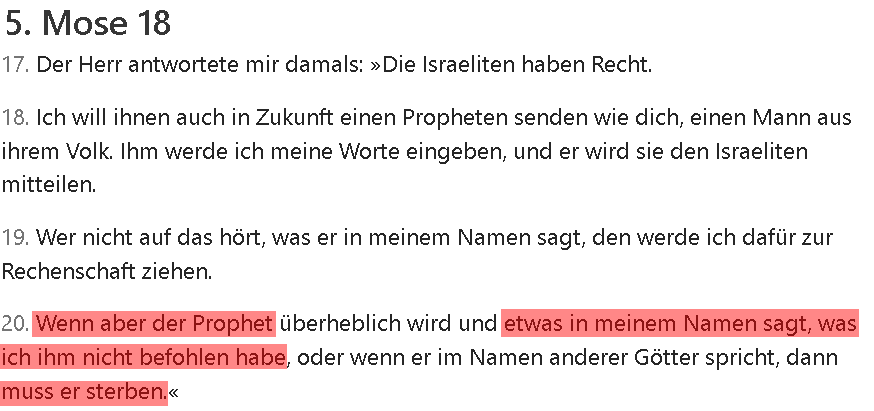 5. Mose 18
17. Der Herr antwortete mir damals: »Die Israeliten haben Recht.
18. Ich will ihnen auch in Zukunft einen Propheten senden wie dich, einen Mann aus
ihrem Volk. Ihm werde ich meine Worte eingeben, und er wird sie den Israeliten
mitteilen.
19. Wer nicht auf das hört, was er in meinem Namen sagt, den werde ich dafür zur
Rechenschaft ziehen.
20. Wenn aber der Prophet überheblich wird und etwas in meinem Namen sagt, was
ich ihm nicht befohlen habe, oder wenn er im Namen anderer Götter spricht, dann
muss er sterben.«